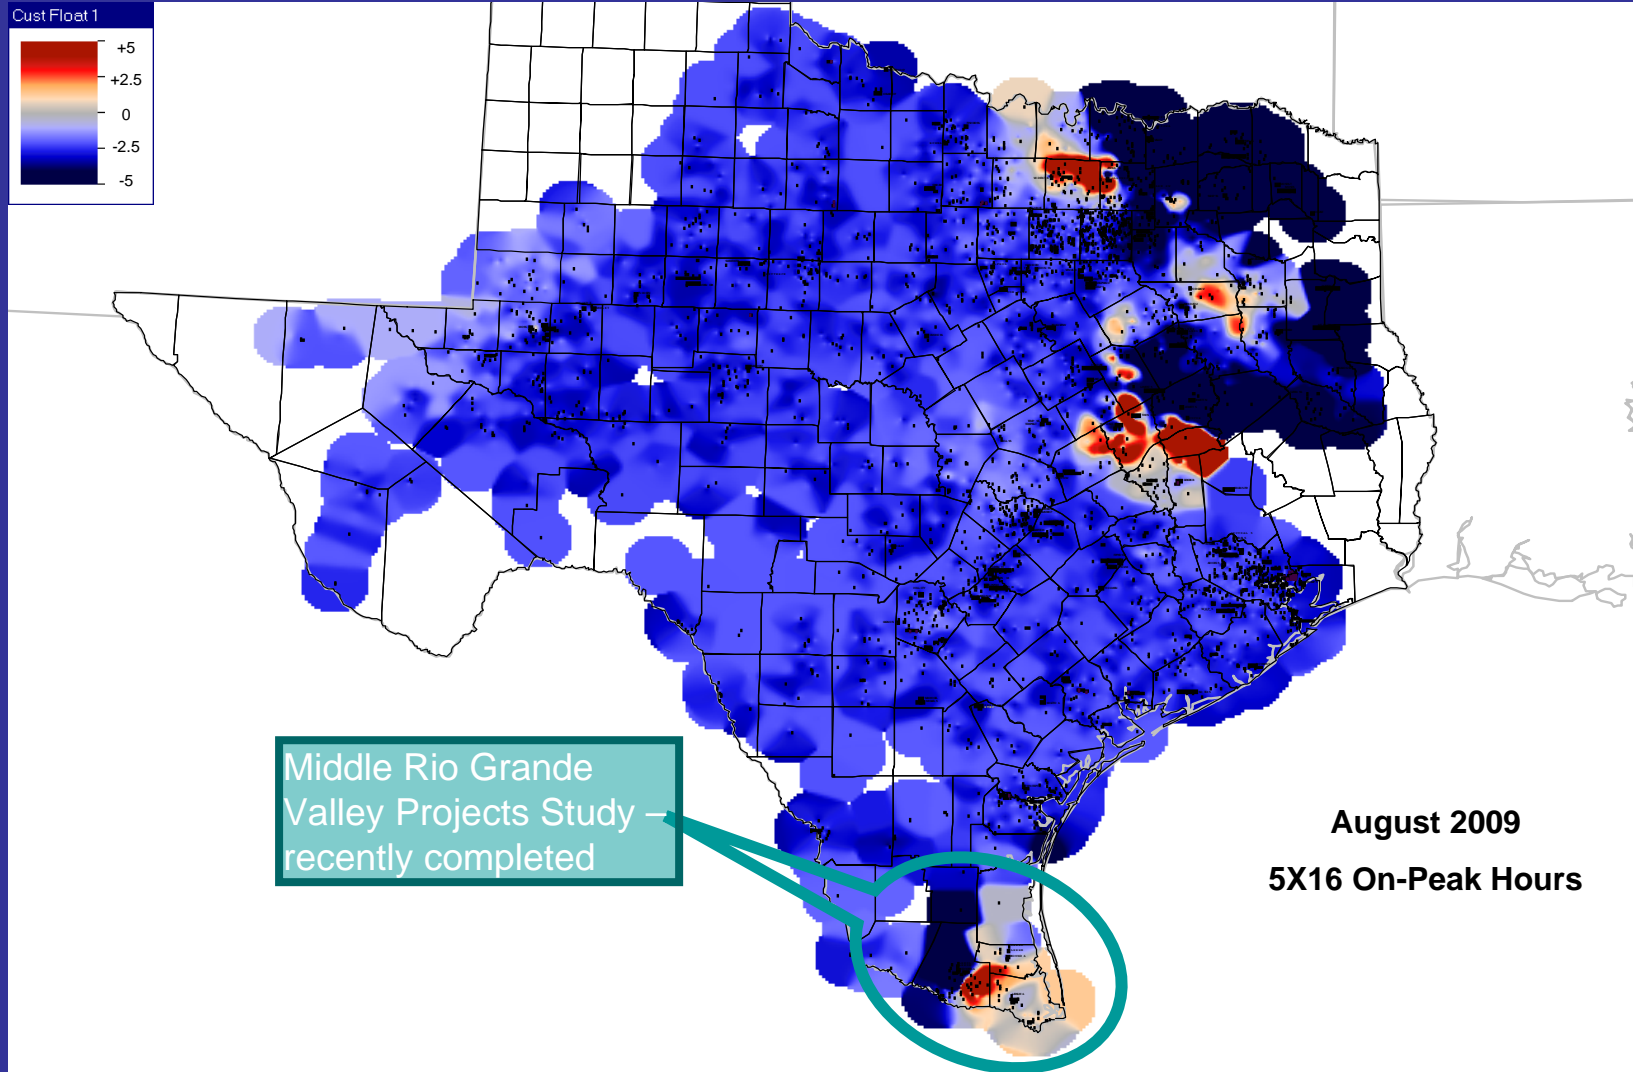 Cust Float 1
+5
+2.5
0
-2.5
-5
Middle Rio Grande
Valley Projects Study –
recently completed
August 2009
5X16 On-Peak Hours